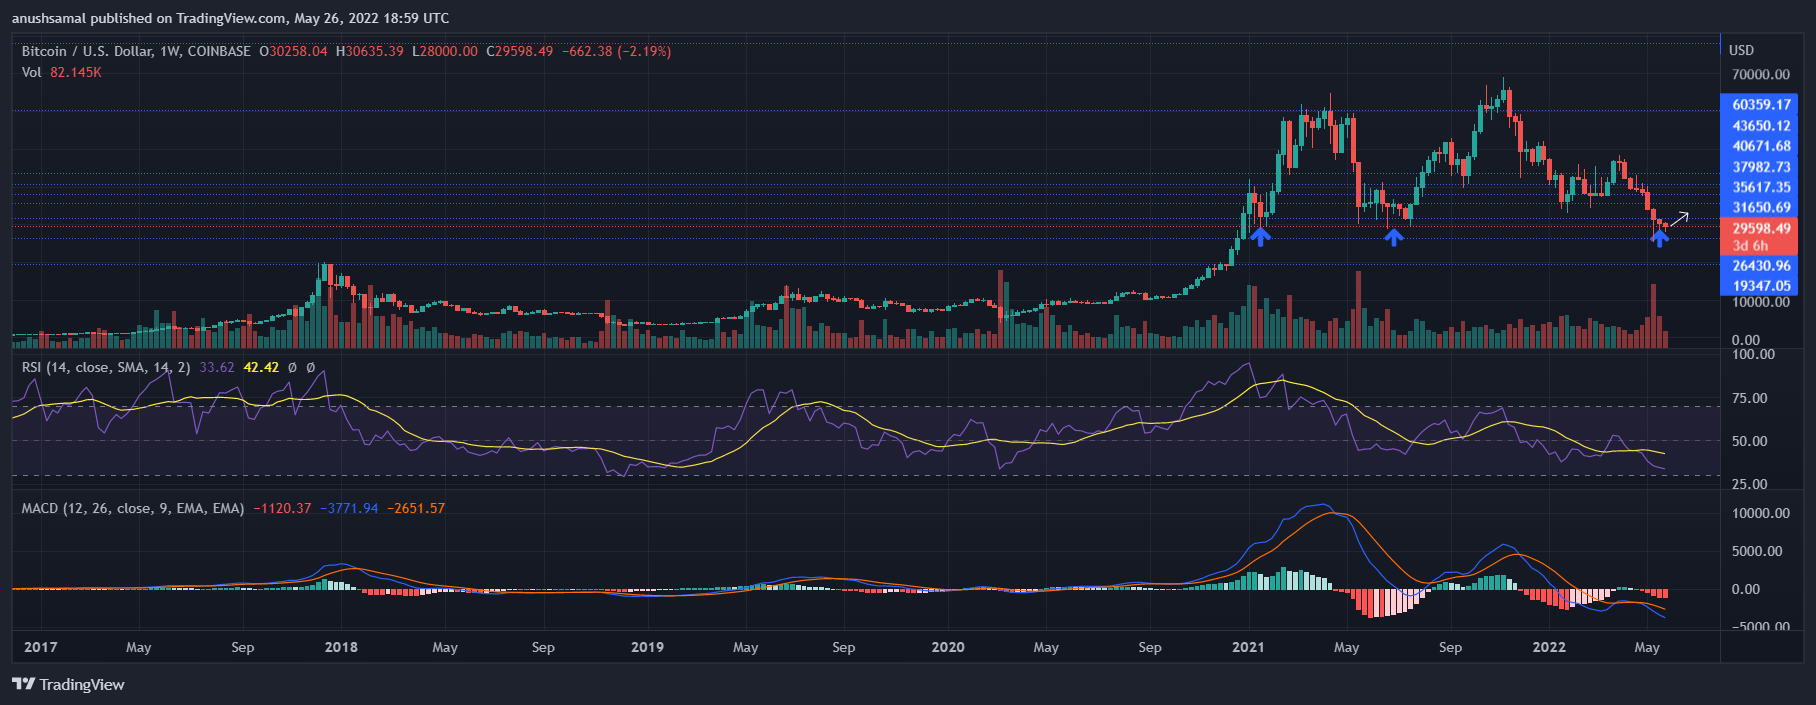 anushsamal published on TradingView.com, May 26, 2022 18:59 UTC
Bitcoin / U.S. Dollar, 1W, COINBASE O30258.04 H30635.39 L28000.00 C29598.49 −662.38 (−2.19%)
Vol 82.145K
USD
70000.00
60359.17
43650.12
40671.68
37982.73
35617.35
31650.69
29598.49
3d 6h
26430.96
19347.05
10000.00
0.00
RSI (14, close, SMA, 14, 2) 33.62 42.42 Ø Ø
100.00
75.00
50.00
25.00
MACD (12, 26, close, 9, EMA, EMA) −1120.37 −3771.94 −2651.57
10000.00
5000.00
0.00
−5000.00
2017 May Sep 2018 May Sep 2019 May Sep 2020 May Sep 2021 May Sep 2022 May
TradingView